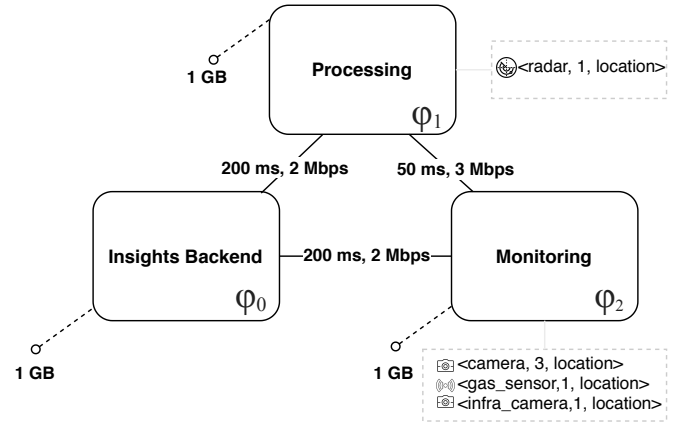 Processing
φ1
1 GB
<radar, 1, location>
200 ms, 2 Mbps
50 ms, 3 Mbps
Insights Backend
φ0
200 ms, 2 Mbps
Monitoring
φ2
1 GB
1 GB
<camera, 3, location>
<gas_sensor,1, location>
<infra_camera,1, location>